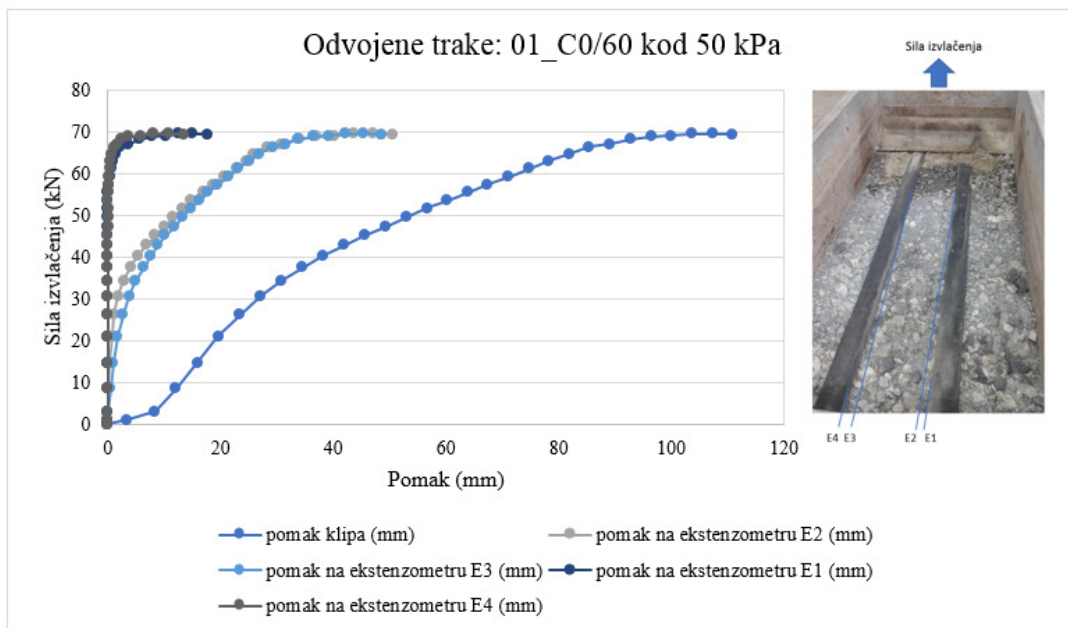 Odvojene trake: 01_C0/60 kod 50 kPa
Sila izvlačenja
Sila izvlačenja (kN)
80
70
60
50
40
30
20
10
0
0 20 40 60 80 100 120
Pomak (mm)
E4 E3 E2 E1
pomak klipa (mm) pomak na ekstenzometru E2 (mm)
pomak na ekstenzometru E3 (mm) pomak na ekstenzometru E1 (mm)
pomak na ekstenzometru E4 (mm)